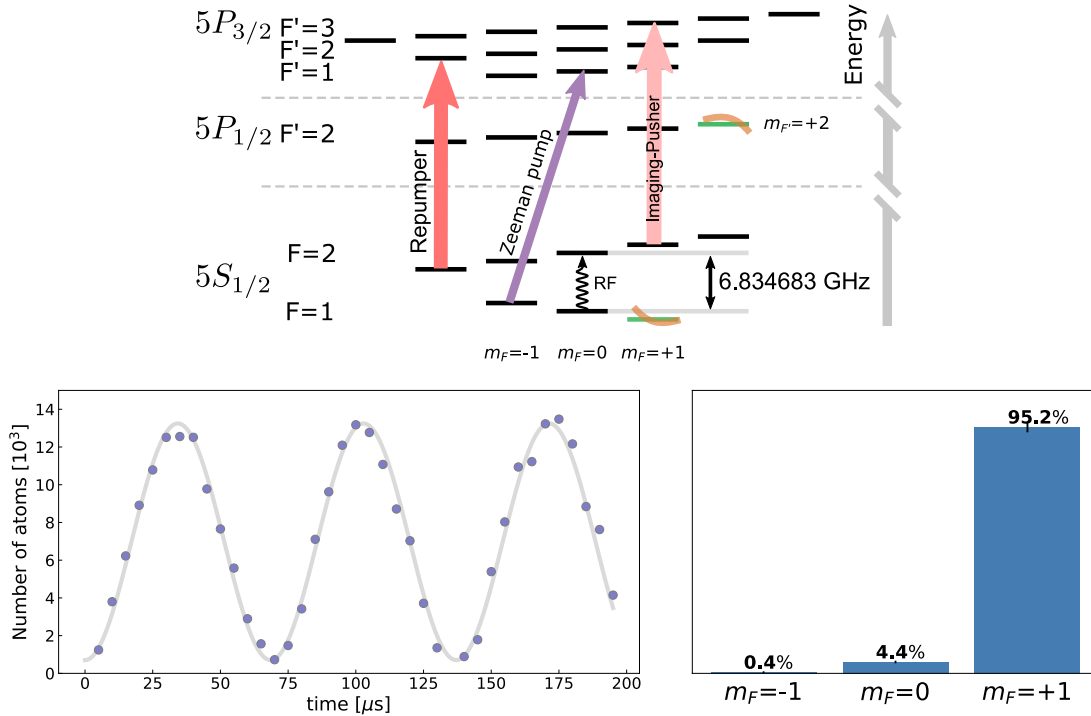 5P3/2 F'=3
F'=2
F'=1
5P1/2 F'=2
mF'=+2
Energy
Repumper
Zeeman pump
Imaging-Pusher
F=2
5S1/2
RF
6.834683 GHz
F=1
mF=-1 mF=0 mF=+1
Number of atoms [10³]
14
12
10
8
6
4
2
0
0 25 50 75 100 125 150 175 200
time [μs]
0.4% 4.4% 95.2%
mF=-1 mF=0 mF=+1